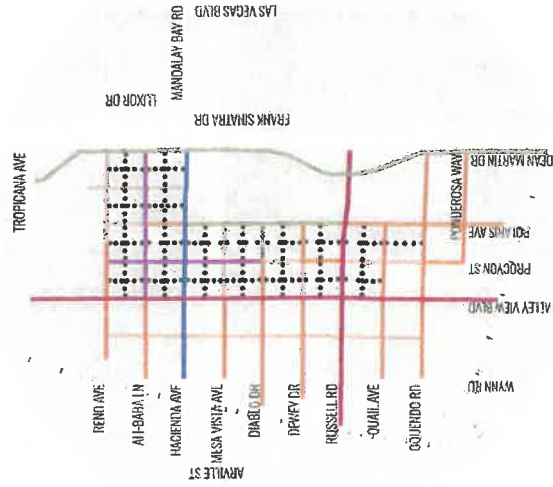 TROPICANA AVE
LUXOR DR
MANDALAY BAY RD
LAS VEGAS BLVD
FRANK SINATRA DR
DEAN MARTIN DR
PONDEROSA WAY
POLARIS AVE
PROCYON ST
ALLEY VIEW BLVD
WYNN RD
ARVILLE ST
RENO AVE
ALI-BABA LN
HACIENDA AVE
MESA VISTA AVE
DIABLO DR
DEWEY DR
RUSSELL RD
QUAIL AVE
OQUENDO RD